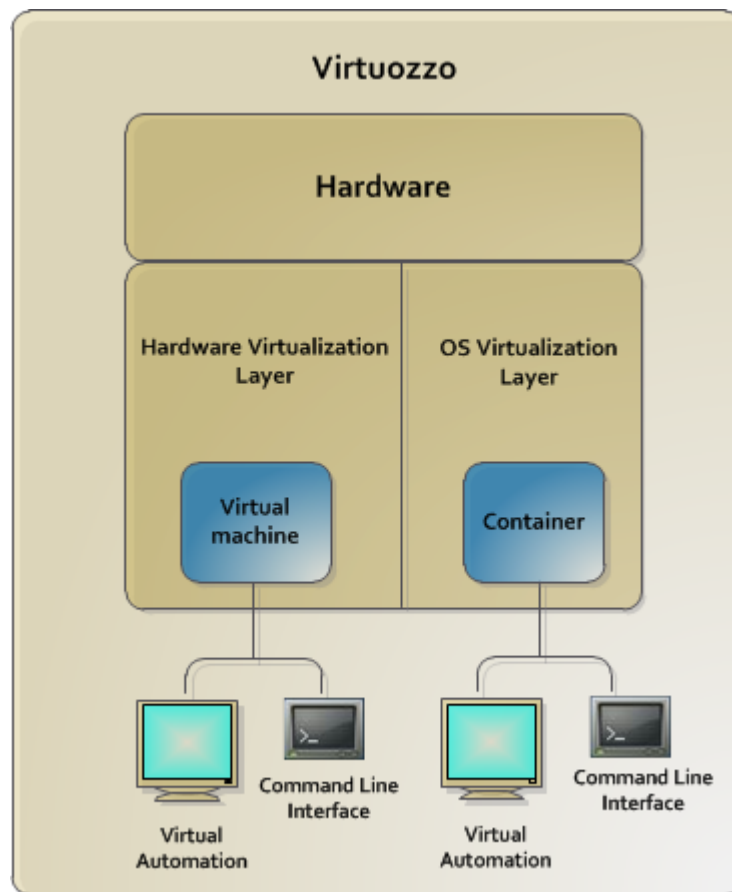 Virtuozzo
Hardware
Hardware Virtualization
Layer
OS Virtualization
Layer
Virtual
machine
Container
>_
Command Line
Interface
Virtual
Automation
>_
Command Line
Interface
Virtual
Automation